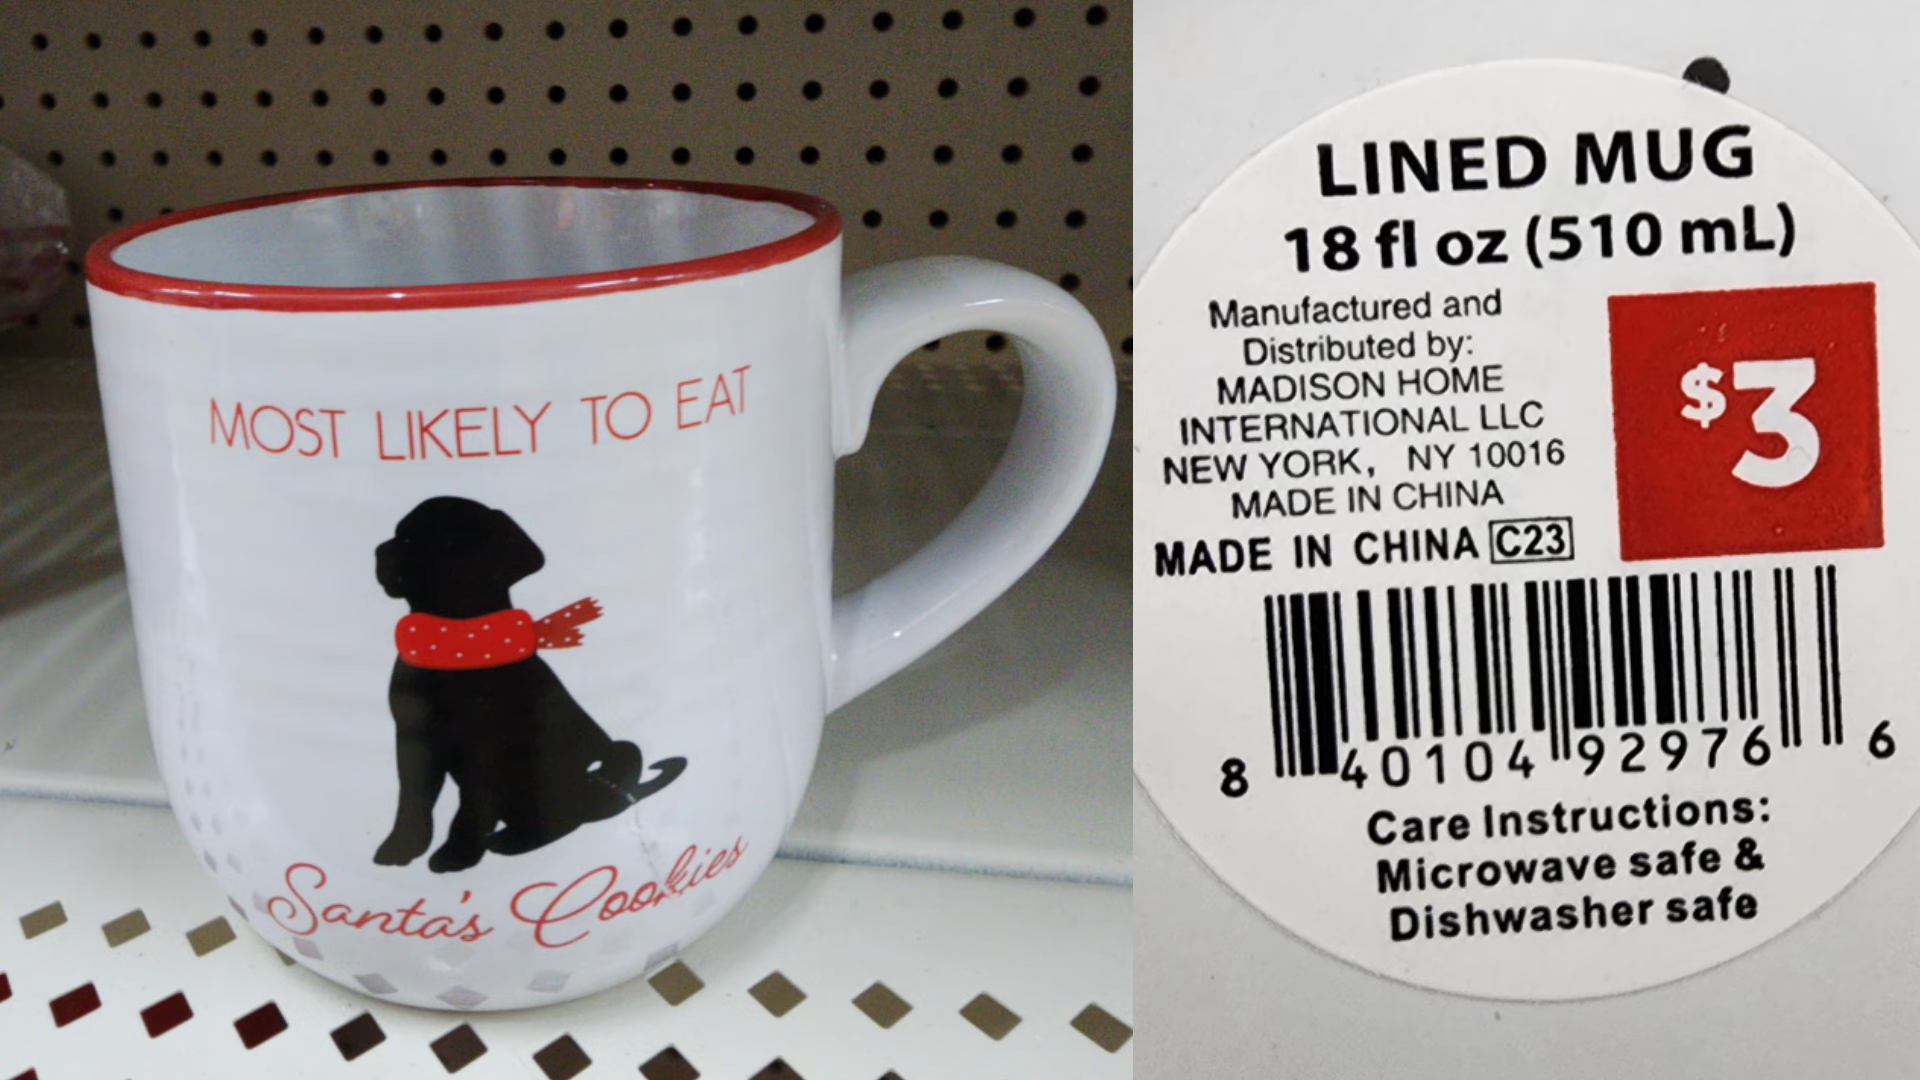 MOST LIKELY TO EAT
Santa's Cookies
LINED MUG
18 fl oz (510 mL)
Manufactured and
Distributed by:
MADISON HOME
INTERNATIONAL LLC
NEW YORK, NY 10016
MADE IN CHINA
MADE IN CHINA C23
$3
8 40104 92976 6
Care Instructions:
Microwave safe &
Dishwasher safe